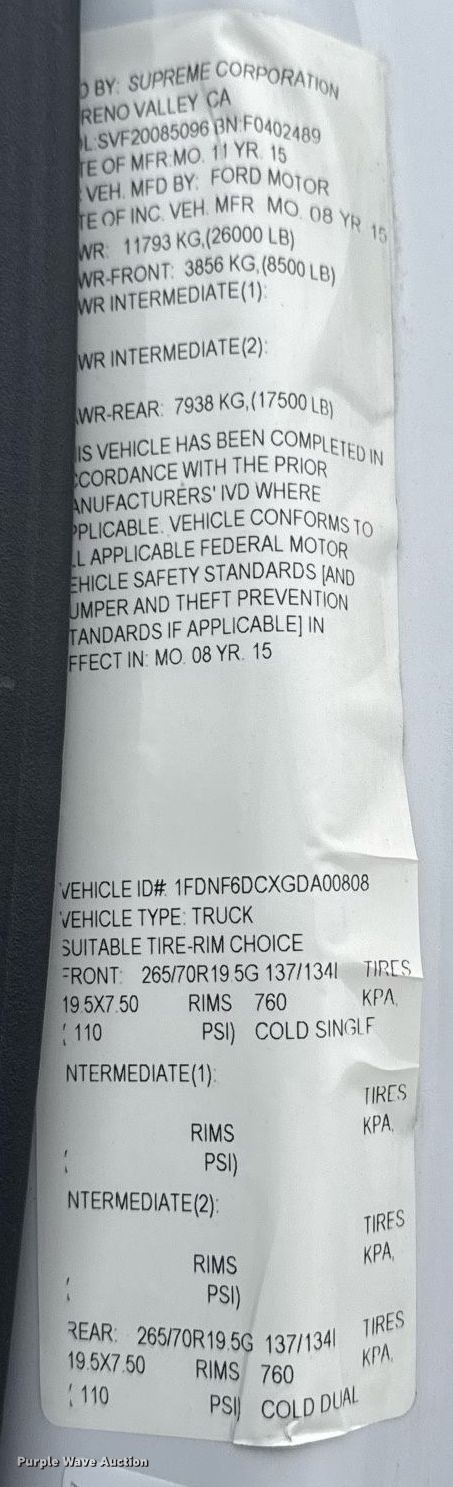 D BY: SUPREME CORPORATION
RENO VALLEY CA
L:SVF20085096 BN:F0402489
TE OF MFR:MO. 11 YR. 15
VEH. MFD BY: FORD MOTOR
TE OF INC. VEH. MFR MO. 08 YR 15
WR: 11793 KG,(26000 LB)
WR-FRONT: 3856 KG,(8500 LB)
WR INTERMEDIATE(1):
WR INTERMEDIATE(2):
WR-REAR: 7938 KG,(17500 LB)
IS VEHICLE HAS BEEN COMPLETED IN
CCORDANCE WITH THE PRIOR
ANUFACTURERS' IVD WHERE
PPLICABLE. VEHICLE CONFORMS TO
LL APPLICABLE FEDERAL MOTOR
EHICLE SAFETY STANDARDS [AND
UMPER AND THEFT PREVENTION
TANDARDS IF APPLICABLE] IN
FFECT IN: MO. 08 YR. 15
VEHICLE ID#: 1FDNF6DCXGDA00808
VEHICLE TYPE: TRUCK
SUITABLE TIRE-RIM CHOICE
FRONT: 265/70R19.5G 137/134I TIRES
19.5X7.50 RIMS 760 KPA,
( 110 PSI) COLD SINGLE
NTERMEDIATE(1):
TIRES
RIMS KPA,
( PSI)
NTERMEDIATE(2):
TIRES
RIMS KPA,
( PSI)
REAR: 265/70R19.5G 137/134I TIRES
19.5X7.50 RIMS 760 KPA,
( 110 PSI) COLD DUAL
Purple Wave Auction